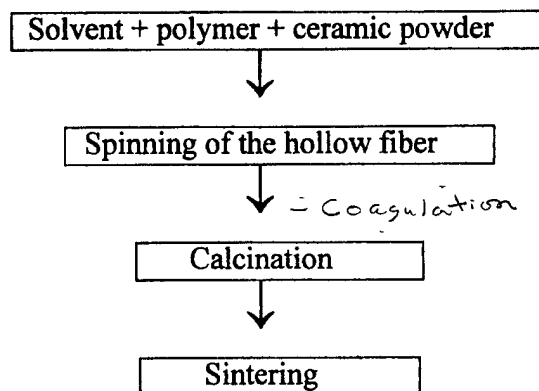 Solvent + polymer + ceramic powder
Spinning of the hollow fiber
- Coagulation
Calcination
Sintering